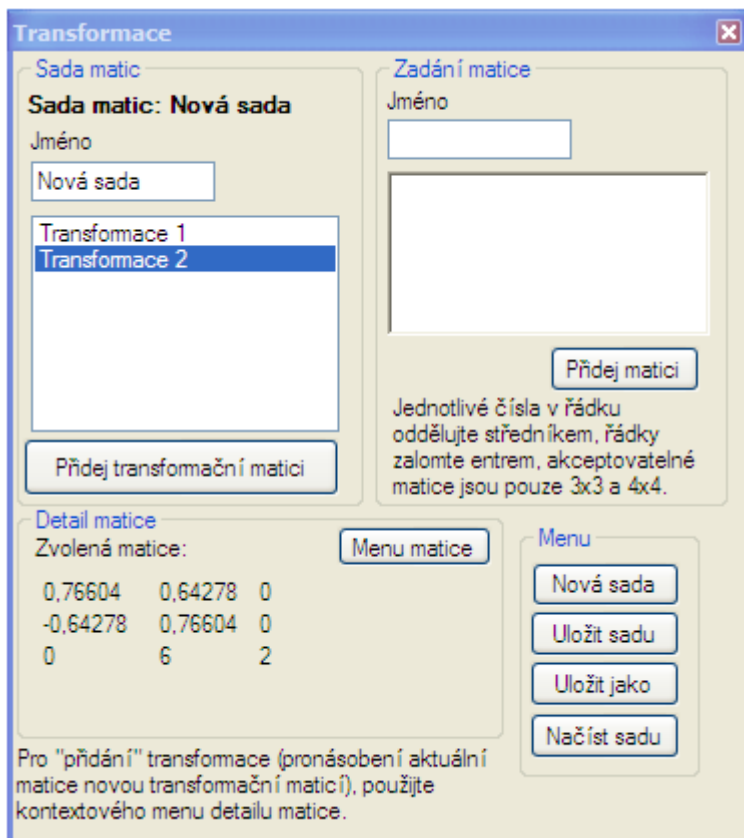 Transformace
Sada matic
Sada matic: Nová sada
Jméno
Nová sada
Transformace 1
Transformace 2
Přidej transformační matici
Zadání matice
Jméno
Přidej matici
Jednotlivé čísla v řádku
oddělujte středníkem, řádky
zalomte entrem, akceptovatelné
matice jsou pouze 3x3 a 4x4.
Detail matice
Zvolená matice:
Menu matice
0,76604 0,64278 0
-0,64278 0,76604 0
0 6 2
Menu
Nová sada
Uložit sadu
Uložit jako
Načíst sadu
Pro "přidání" transformace (pronásobení aktuální
matice novou transformační maticí), použijte
kontextového menu detailu matice.